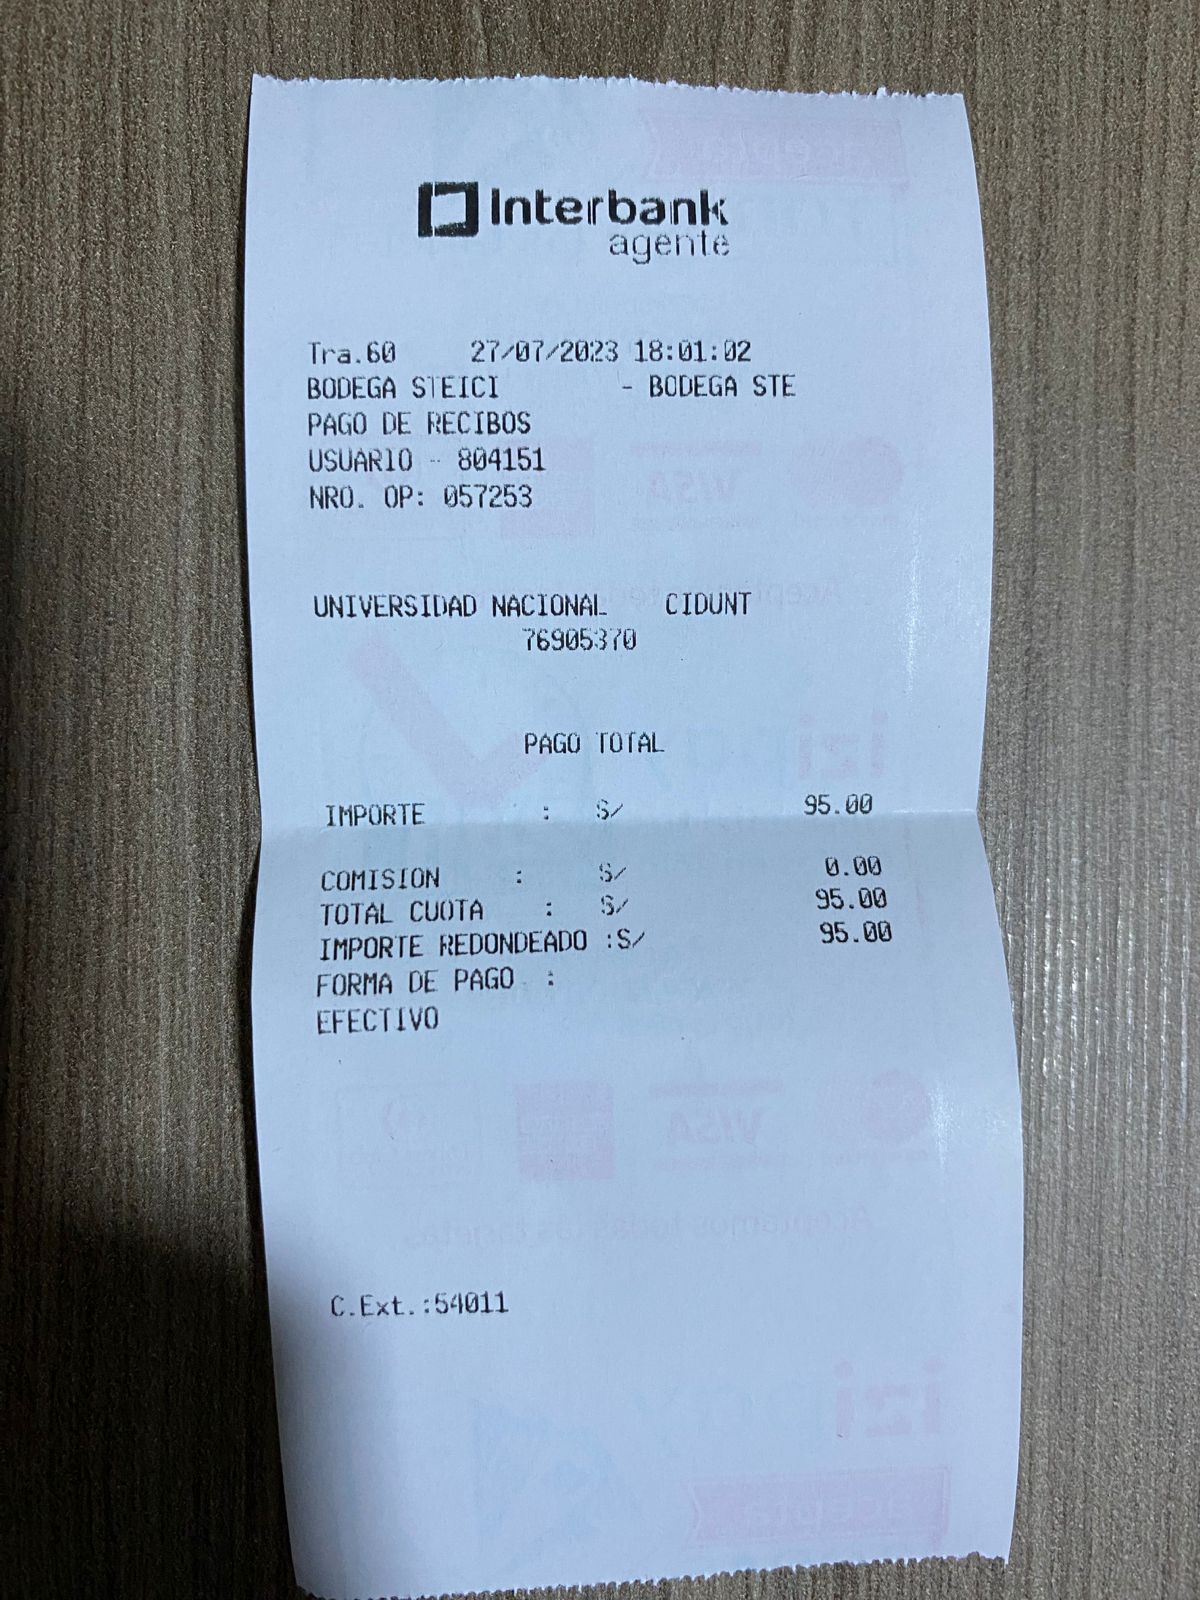 Interbank
agente
Tra.60 27/07/2023 18:01:02
BODEGA STEICI - BODEGA STE
PAGO DE RECIBOS
USUARIO - 804151
NRO. OP: 057253
UNIVERSIDAD NACIONAL CIDUNT
76905370
PAGO TOTAL
IMPORTE : S/ 95.00
COMISION : S/ 0.00
TOTAL CUOTA : S/ 95.00
IMPORTE REDONDEADO :S/ 95.00
FORMA DE PAGO :
EFECTIVO
C.Ext.:54011